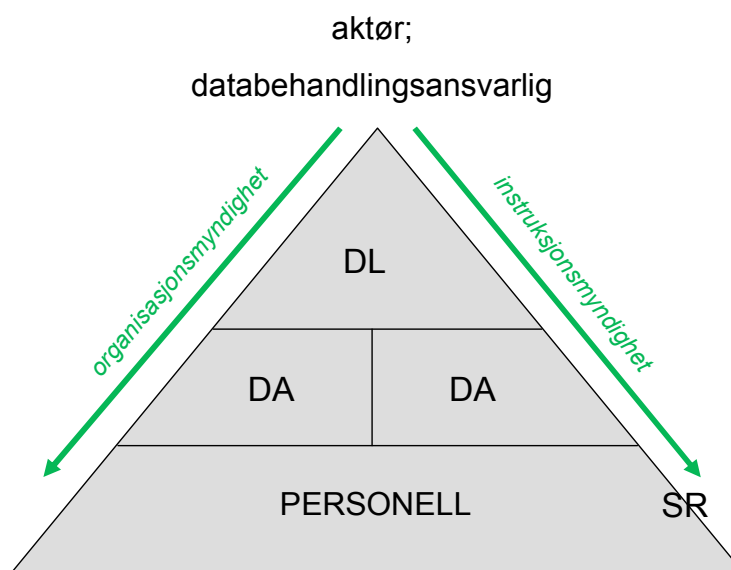 aktør;
databehandlingsansvarlig
organisasjonsmyndighet
instruksjonsmyndighet
DL
DA
DA
PERSONELL
SR